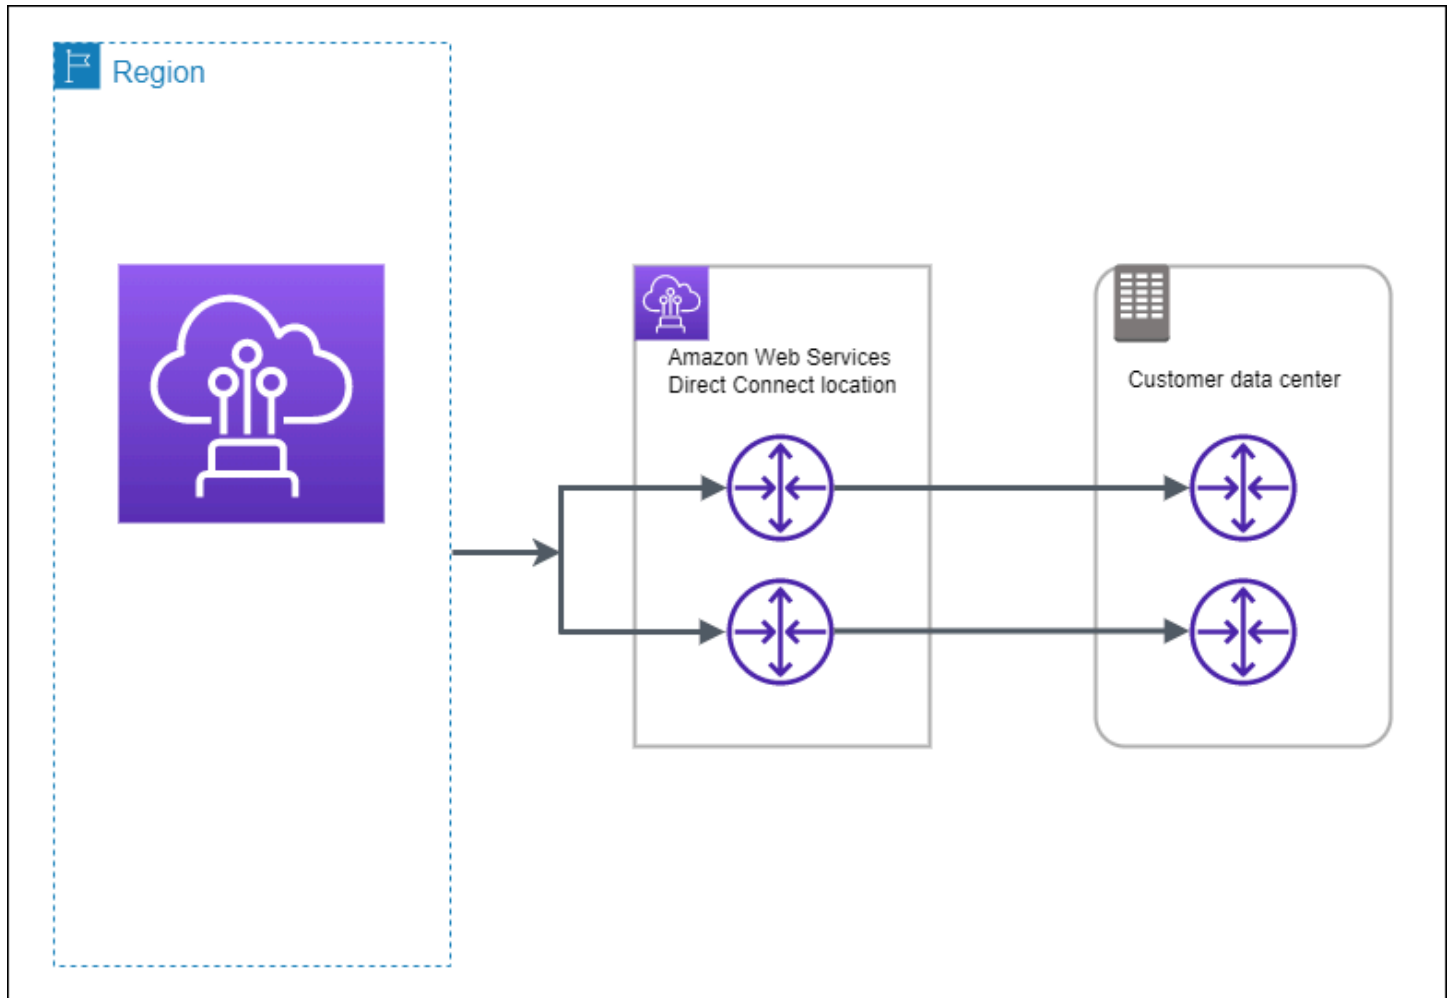 Region
Amazon Web Services
Direct Connect location
Customer data center